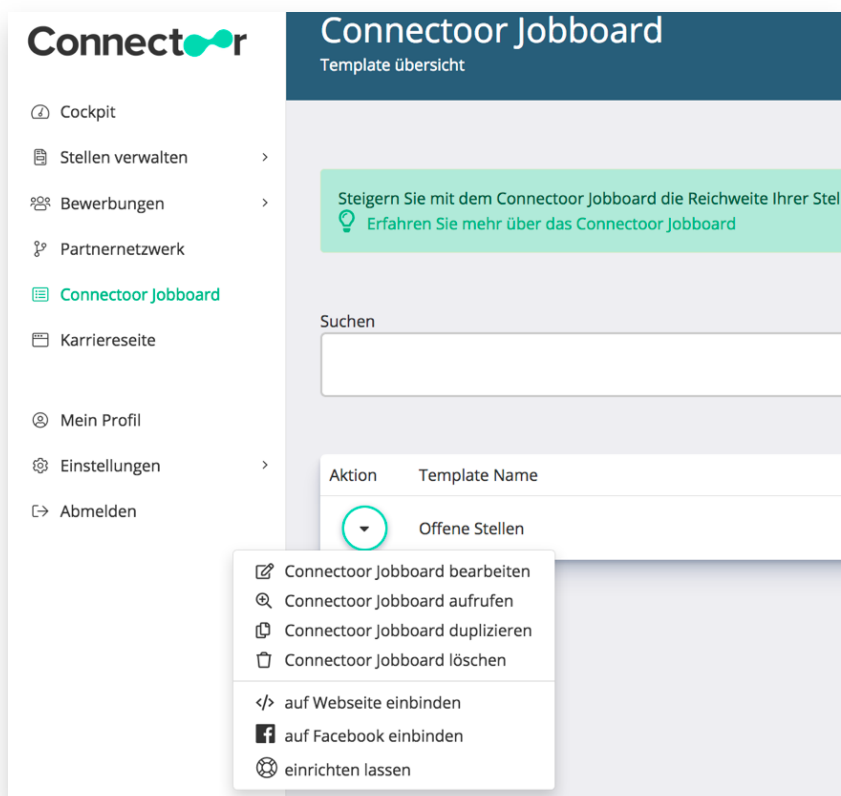 Connectoor
Cockpit
Stellen verwalten
Bewerbungen
Partnernetzwerk
Connectoor Jobboard
Karriereseite
Mein Profil
Einstellungen
Abmelden
Connectoor Jobboard
Template übersicht
Steigern Sie mit dem Connectoor Jobboard die Reichweite Ihrer Stel
Erfahren Sie mehr über das Connectoor Jobboard
Suchen
Aktion Template Name
Offene Stellen
Connectoor Jobboard bearbeiten
Connectoor Jobboard aufrufen
Connectoor Jobboard duplizieren
Connectoor Jobboard löschen
auf Webseite einbinden
auf Facebook einbinden
einrichten lassen